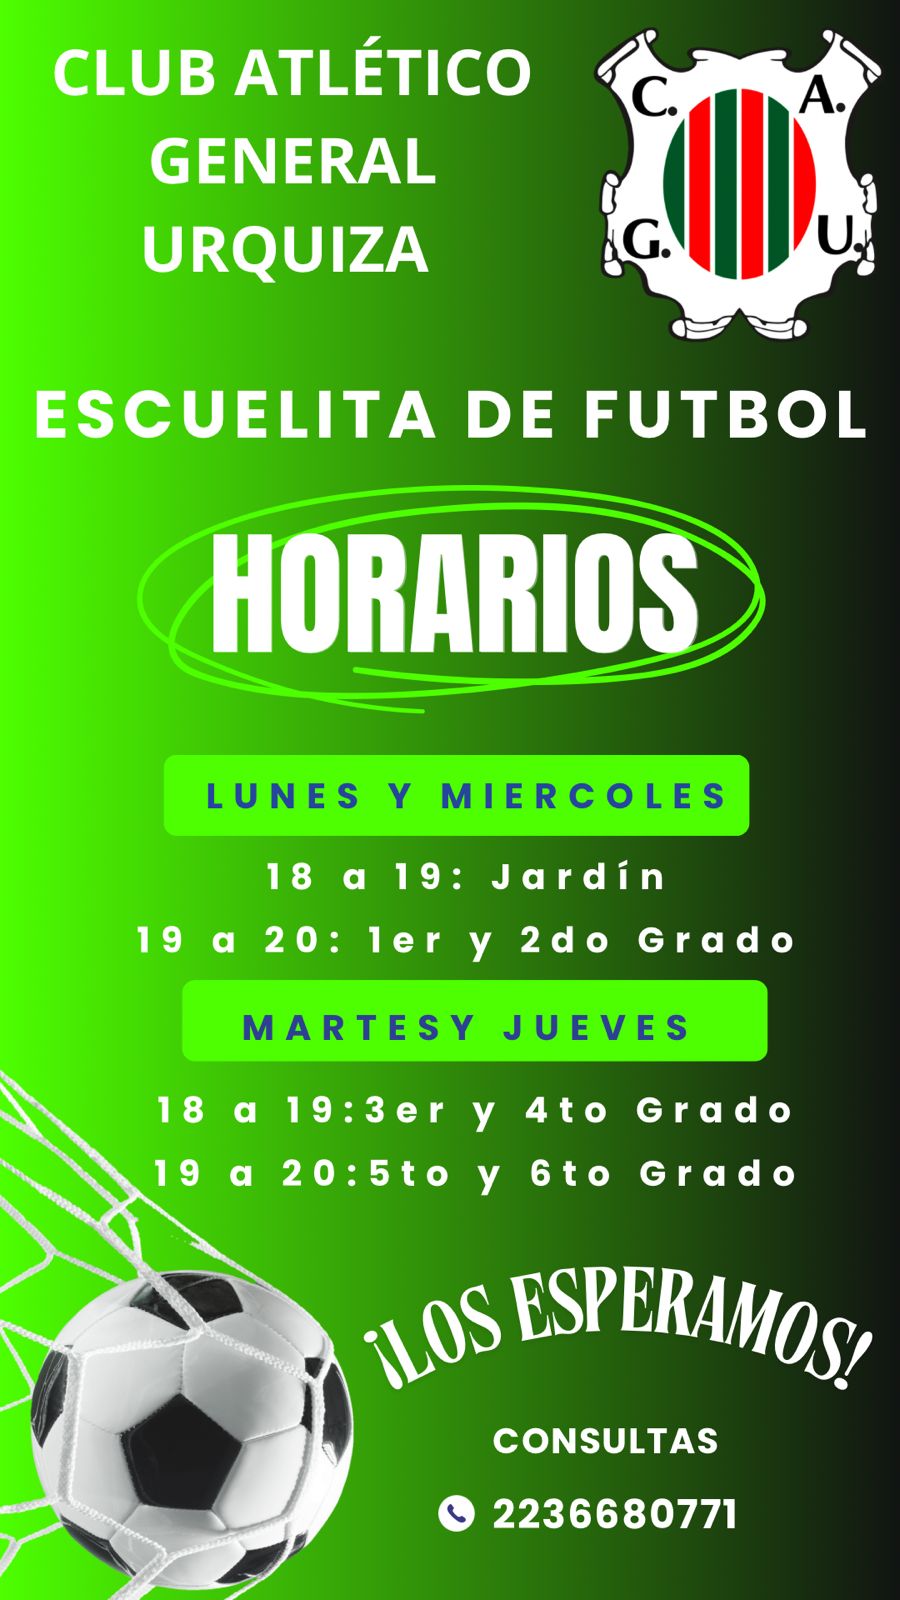 CLUB ATLÉTICO
GENERAL
URQUIZA
C. A.
G. U.
ESCUELITA DE FUTBOL
HORARIOS
LUNES Y MIERCOLES
18 a 19: Jardín
19 a 20: 1er y 2do Grado
MARTESY JUEVES
18 a 19:3er y 4to Grado
19 a 20:5to y 6to Grado
¡LOS ESPERAMOS!
CONSULTAS
2236680771